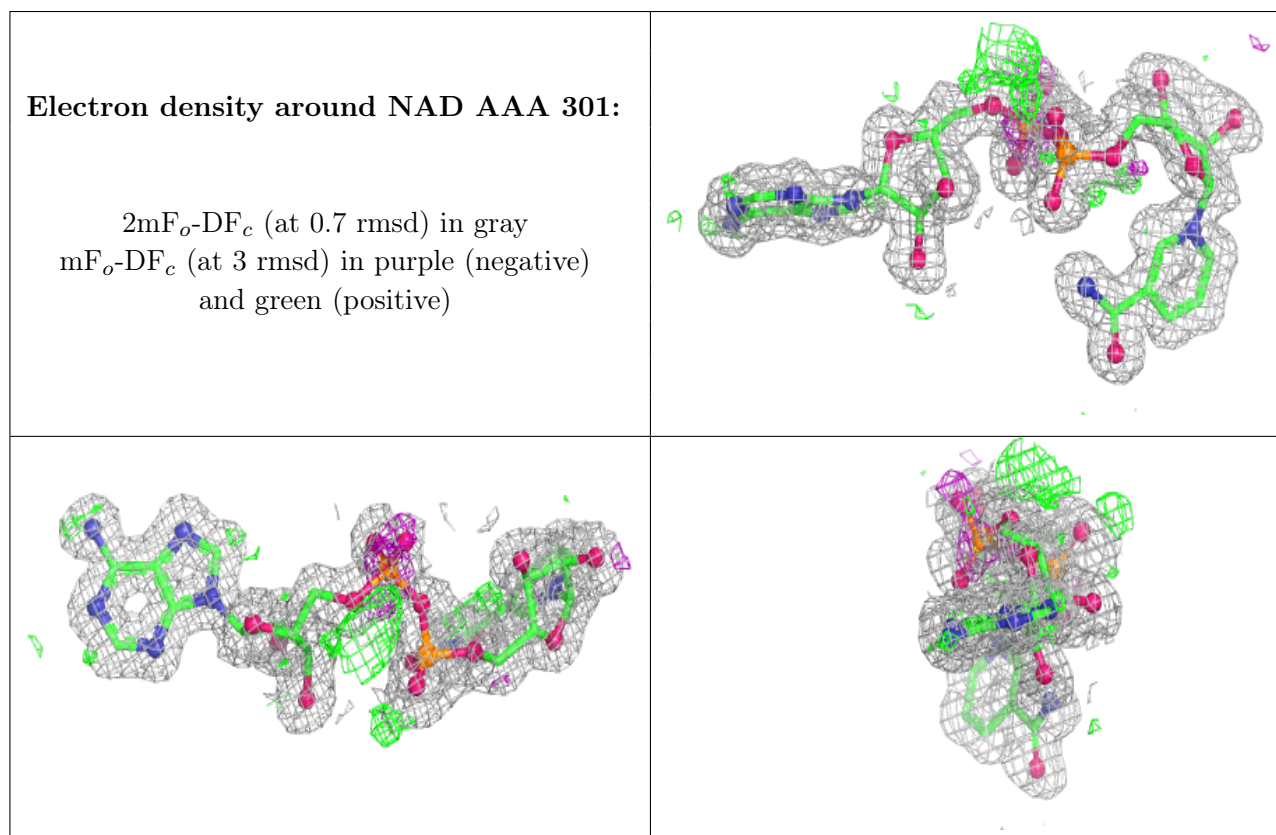 Electron density around NAD AAA 301:
2mFo-DFc (at 0.7 rmsd) in gray
mFo-DFc (at 3 rmsd) in purple (negative)
and green (positive)